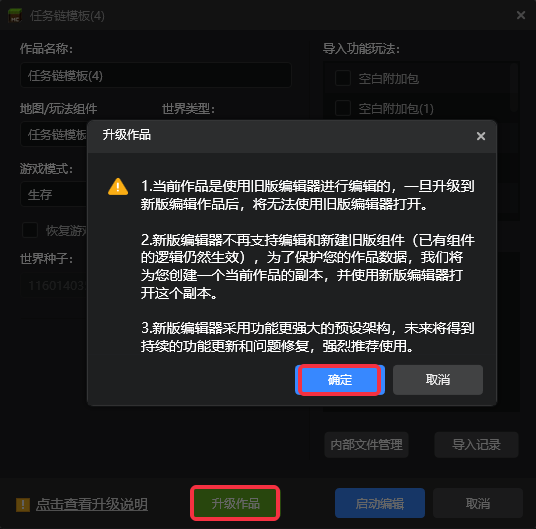 任务链模板(4)
作品名称:
导入功能玩法:
任务链模板(4)
空白附加包
空白附加包(1)
地图/玩法组件
世界类型:
任务链模板
游戏模式:
生存
恢复游
世界种子:
升级作品
1.当前作品是使用旧版编辑器进行编辑的，一旦升级到
新版编辑作品后，将无法使用旧版编辑器打开。
2.新版编辑器不再支持编辑和新建旧版组件（已有组件
的逻辑仍然生效），为了保护您的作品数据，我们将
为您创建一个当前作品的副本，并使用新版编辑器打
开这个副本。
3.新版编辑器采用功能更强大的预设架构，未来将得到
持续的功能更新和问题修复，强烈推荐使用。
确定
取消
内部文件管理
导入记录
点击查看升级说明
升级作品
启动编辑
取消